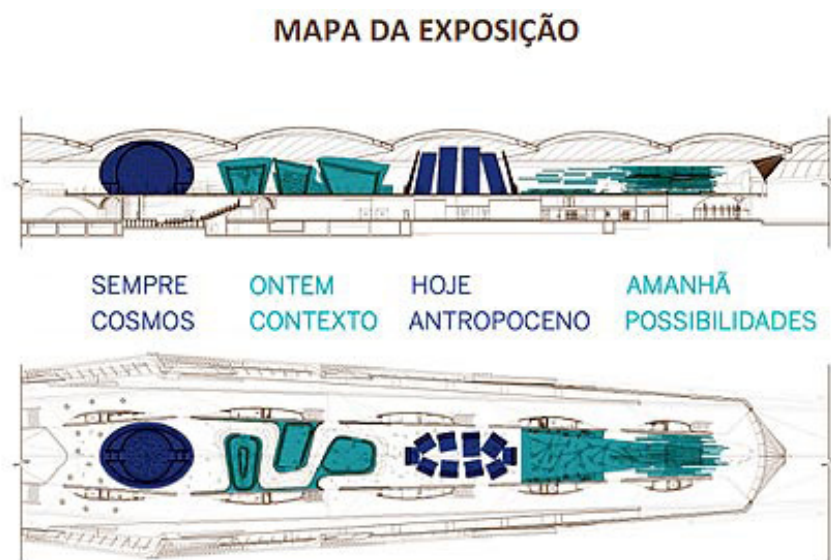 MAPA DA EXPOSIÇÃO
SEMPRE
COSMOS
ONTEM
CONTEXTO
HOJE
ANTROPOCENO
AMANHÃ
POSSIBILIDADES